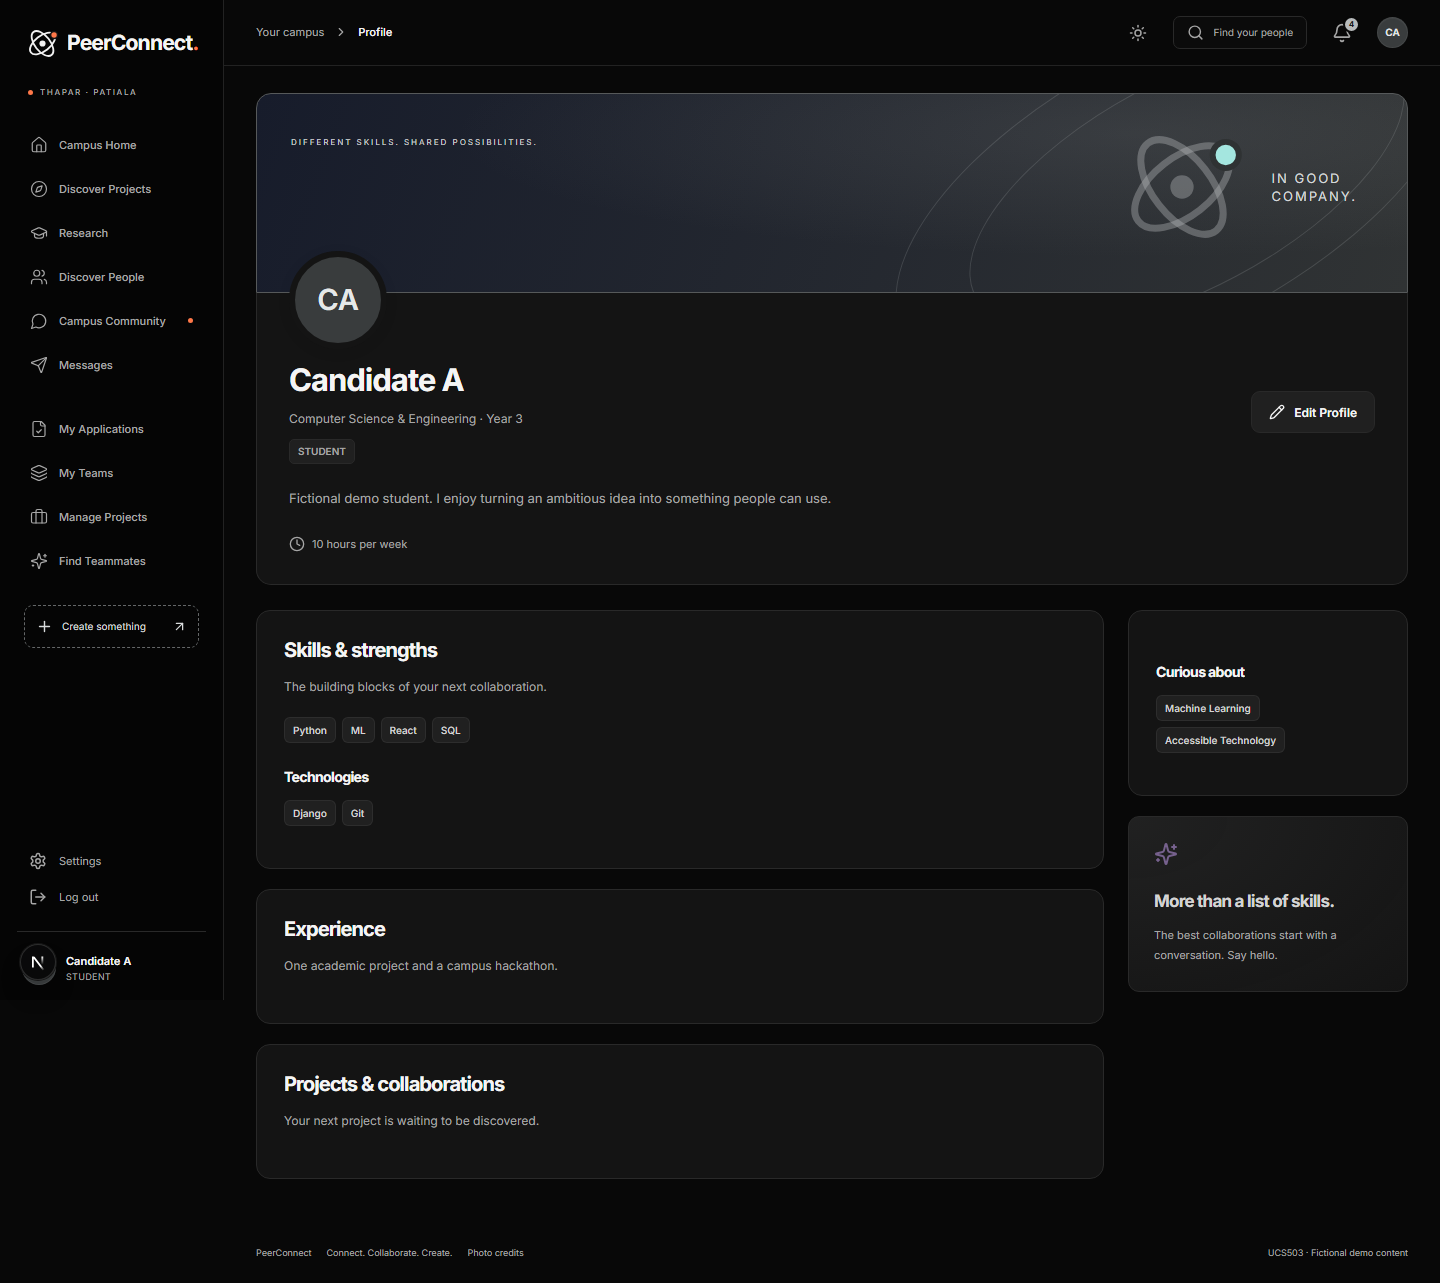 PeerConnect.
THAPAR · PATIALA
Campus Home
Discover Projects
Research
Discover People
Campus Community
Messages
My Applications
My Teams
Manage Projects
Find Teammates
Create something
Settings
Log out
N
Candidate A
STUDENT
Your campus > Profile
Find your people
4
CA
DIFFERENT SKILLS. SHARED POSSIBILITIES.
IN GOOD
COMPANY.
CA
Candidate A
Computer Science & Engineering · Year 3
STUDENT
Fictional demo student. I enjoy turning an ambitious idea into something people can use.
10 hours per week
Edit Profile
Skills & strengths
The building blocks of your next collaboration.
Python ML React SQL
Technologies
Django Git
Experience
One academic project and a campus hackathon.
Projects & collaborations
Your next project is waiting to be discovered.
Curious about
Machine Learning
Accessible Technology
More than a list of skills.
The best collaborations start with a
conversation. Say hello.
PeerConnect Connect. Collaborate. Create. Photo credits
UCS503 · Fictional demo content